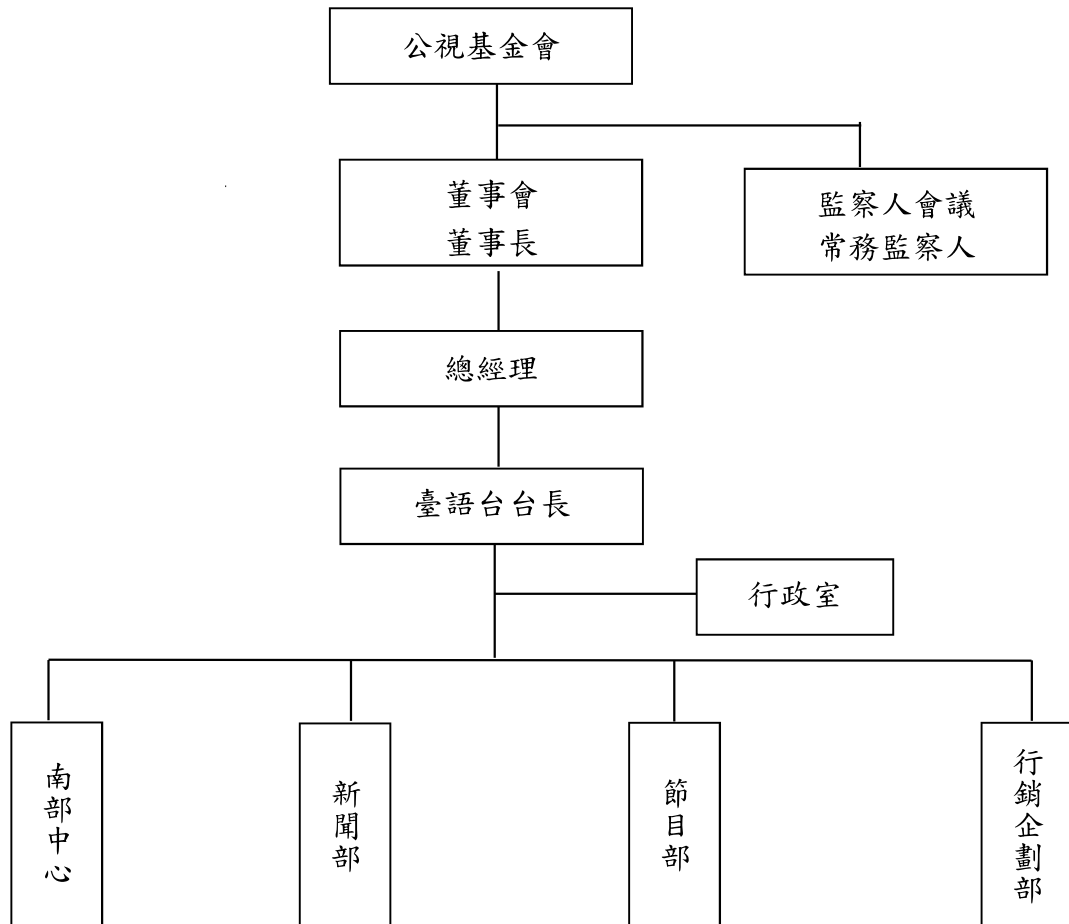 公視基金會
董事會
董事長
監察人會議
常務監察人
總經理
臺語台台長
行政室
南部中心
新聞部
節目部
行銷企劃部